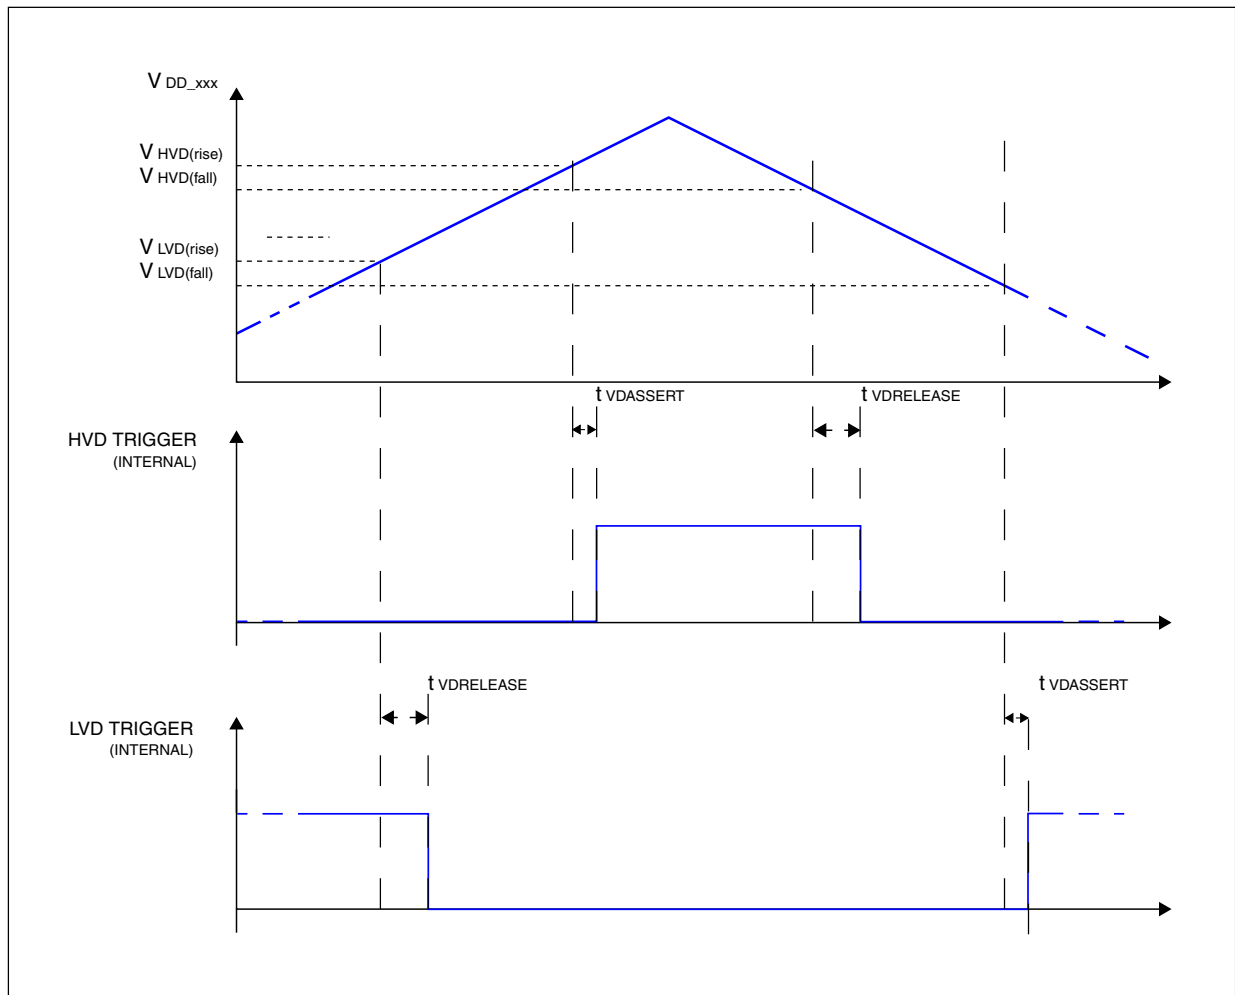 V DD_xxx
V HVD(rise)
V HVD(fall)
V LVD(rise)
V LVD(fall)
t VDASSERT
t VDRELEASE
HVD TRIGGER
(INTERNAL)
t VDRELEASE
t VDASSERT
LVD TRIGGER
(INTERNAL)